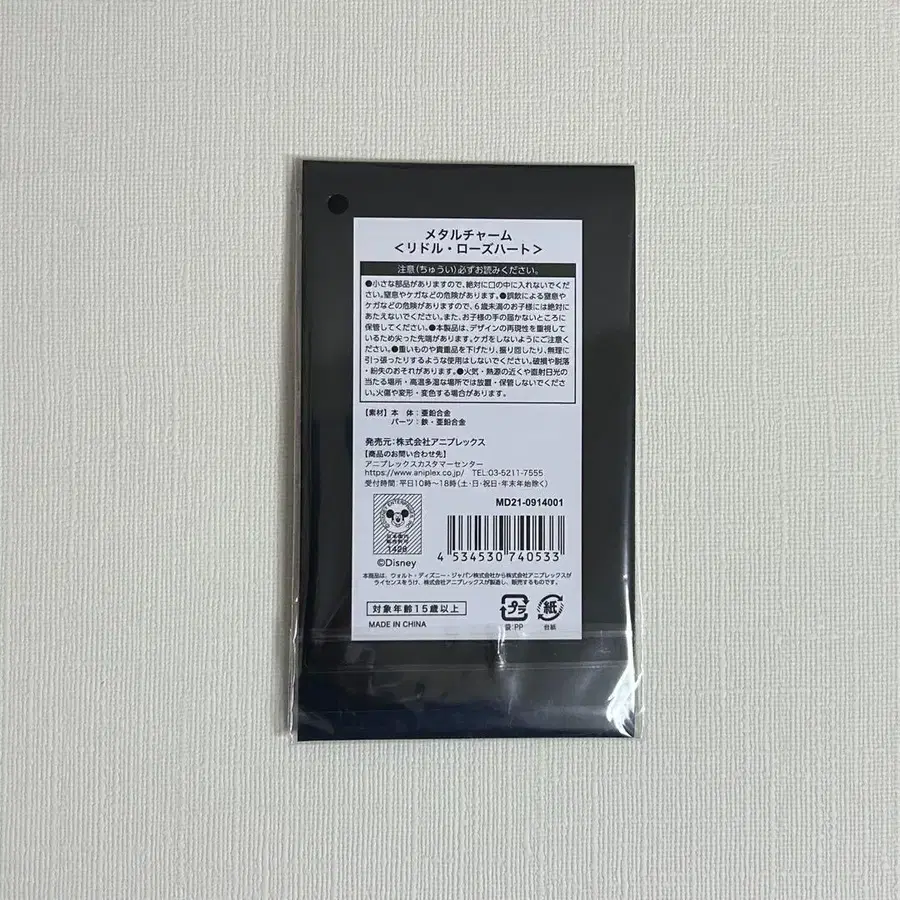 メタルチャーム
＜リドル・ローズハート＞
注意(ちゅうい)必ずお読みください。
●小さな部品がありますので、絶対に口の中に入れないでくだ
さい。窒息やケガなどの危険があります。●誤飲による窒息や
ケガなどの危険がありますので、6歳未満のお子様には絶対に
あたえないでください。また、お子様の手の届かないところに
保管してください。●本製品は、デザインの再現性を重視して
いるため尖った先端があります。ケガをしないようにご注意く
ださい。●重いものや貴重品を下げたり、振り回したり、無理に
引っ張ったりするような使用はしないでください。破損や脱落
・紛失のおそれがあります。●火気・熱源の近くや直射日光の
当たる場所・高温多湿な場所では放置・保管しないでくださ
い。火傷や変形・変色する場合があります。
【素材】本　体：亜鉛合金
パーツ：鉄・亜鉛合金
発売元：株式会社アニプレックス
【商品のお問い合わせ先】
アニプレックスカスタマーセンター
https://www.aniplex.co.jp/ TEL:03-5211-7555
受付時間：平日10時～18時(土・日・祝日・年末年始除く)
MD21-0914001
1428
4 534530 740533
©Disney
本商品は、ウォルト・ディズニー・ジャパン株式会社から株式会社アニプレックスが
ライセンスをうけ、株式会社アニプレックスが製造し、販売するものです。
対象年齢15歳以上
プラ
紙
袋：PP
台紙
MADE IN CHINA